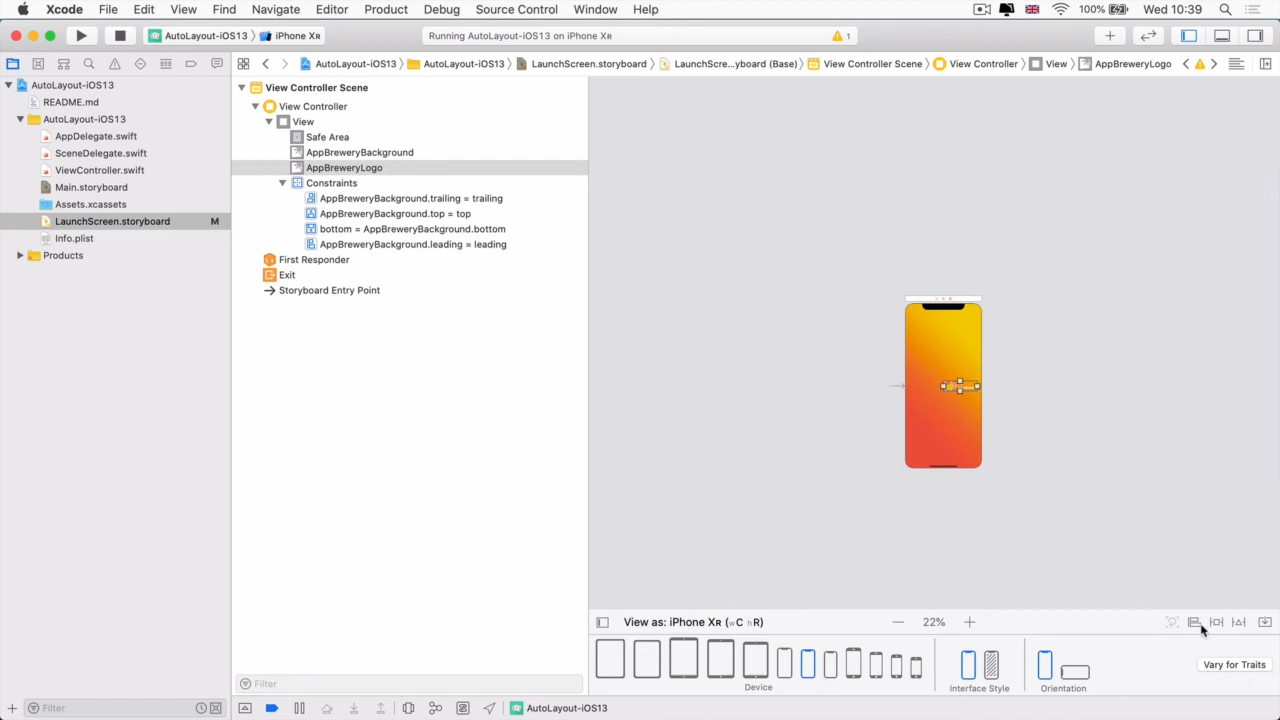 Xcode File Edit View Find Navigate Editor Product Debug Source Control Window Help 100% Wed 10:39
AutoLayout-iOS13 iPhone XR Running AutoLayout-iOS13 on iPhone XR 1
AutoLayout-iOS13 AutoLayout-iOS13 LaunchScreen.storyboard LaunchScre...yboard (Base) View Controller Scene View Controller View AppBreweryLogo
AutoLayout-iOS13
README.md
AutoLayout-iOS13
AppDelegate.swift
SceneDelegate.swift
ViewController.swift
Main.storyboard
Assets.xcassets
LaunchScreen.storyboard M
Info.plist
Products
View Controller Scene
View Controller
View
Safe Area
AppBreweryBackground
AppBreweryLogo
Constraints
AppBreweryBackground.trailing = trailing
AppBreweryBackground.top = top
bottom = AppBreweryBackground.bottom
AppBreweryBackground.leading = leading
First Responder
Exit
Storyboard Entry Point
View as: iPhone XR (wC hR) 22%
Vary for Traits
Device Interface Style Orientation
Filter
Filter
AutoLayout-iOS13